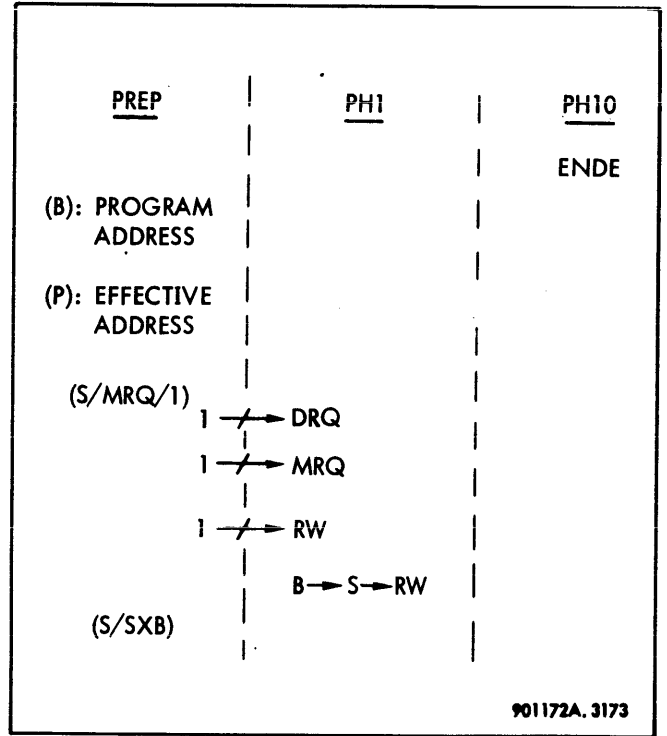 PREP PH1 PH10
ENDE
(B): PROGRAM
ADDRESS
(P): EFFECTIVE
ADDRESS
(S/MRQ/1)
1 → DRQ
1 → MRQ
1 → RW
B → S → RW
(S/SXB)
901172A. 3173